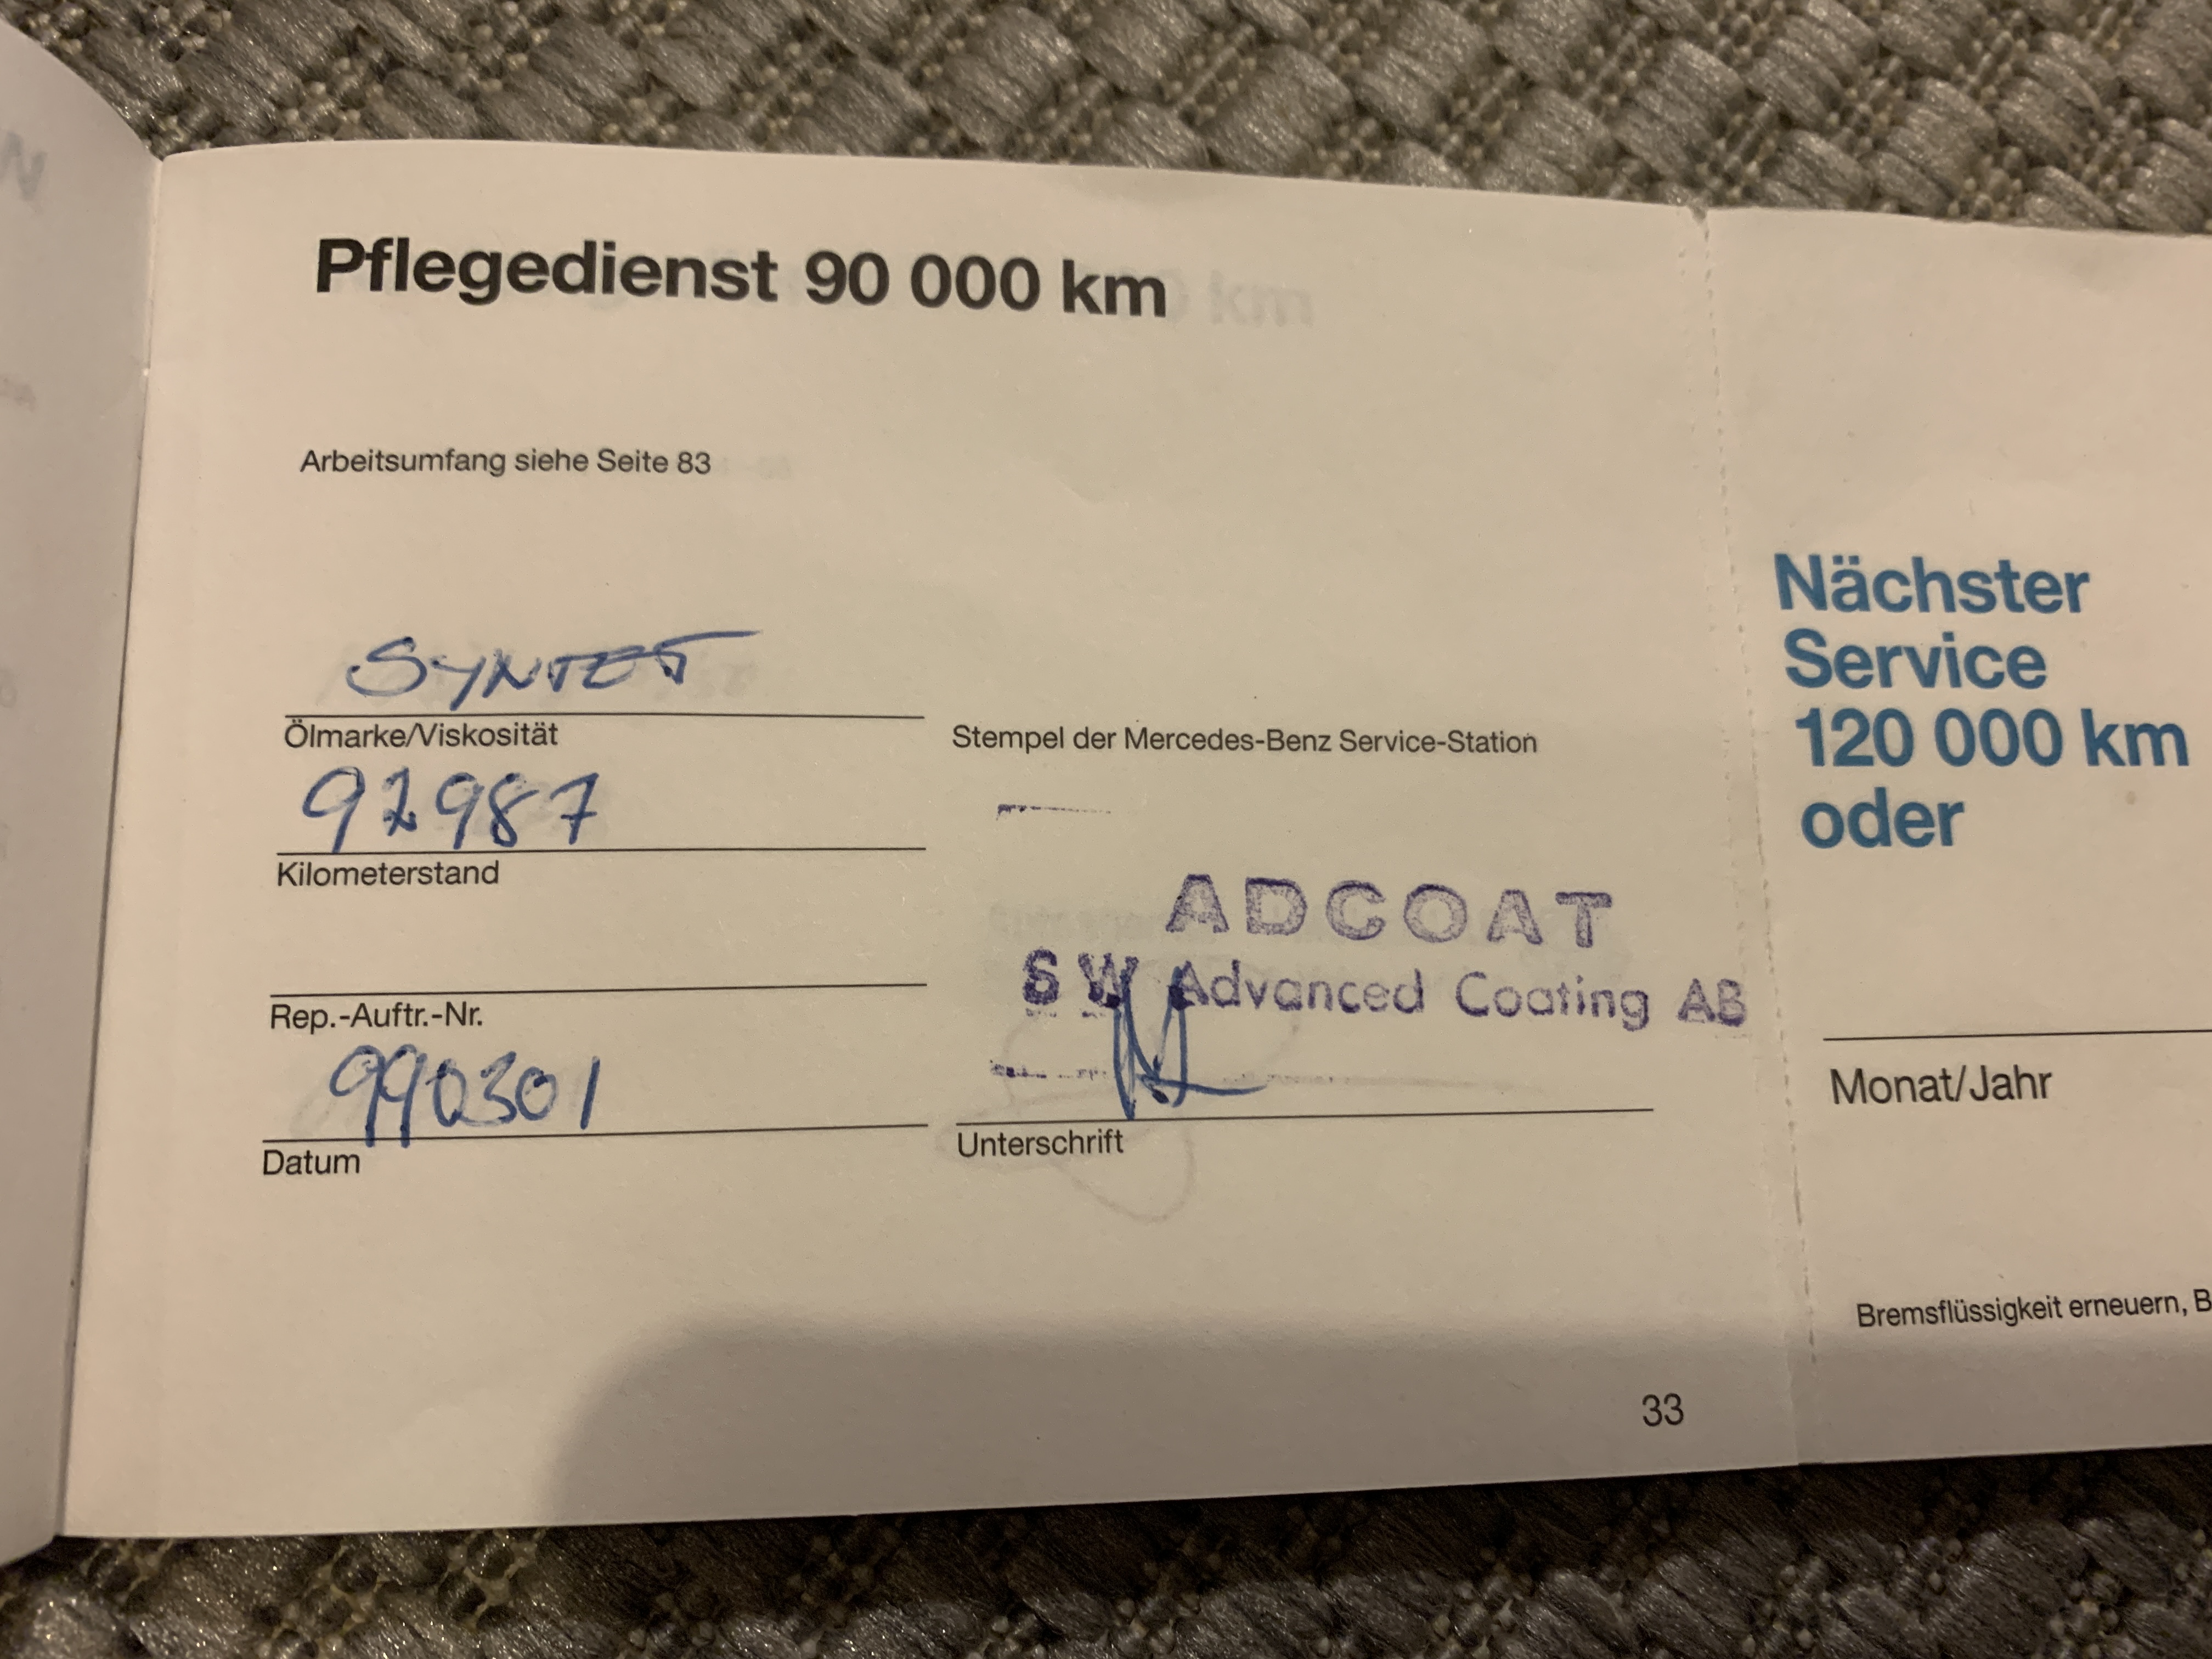 Pflegedienst 90 000 km
Arbeitsumfang siehe Seite 83
SYNTET
Ölmarke/Viskosität
92987
Kilometerstand
Rep.-Auftr.-Nr.
990301
Datum
Stempel der Mercedes-Benz Service-Station
ADCOAT
SW Advanced Coating AB
Unterschrift
33
Nächster
Service
120 000 km
oder
Monat/Jahr
Bremsflüssigkeit erneuern, B